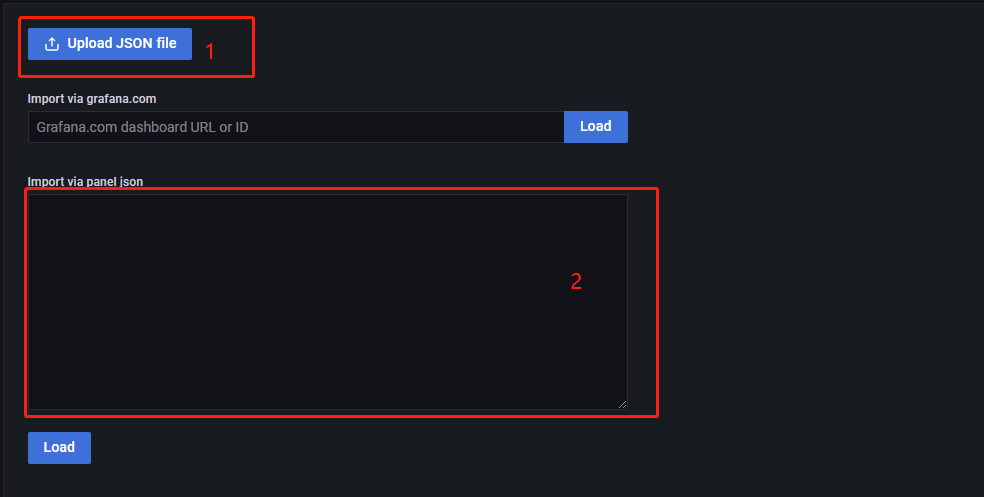 Upload JSON file
1
Import via grafana.com
Grafana.com dashboard URL or ID
Load
Import via panel json
2
Load